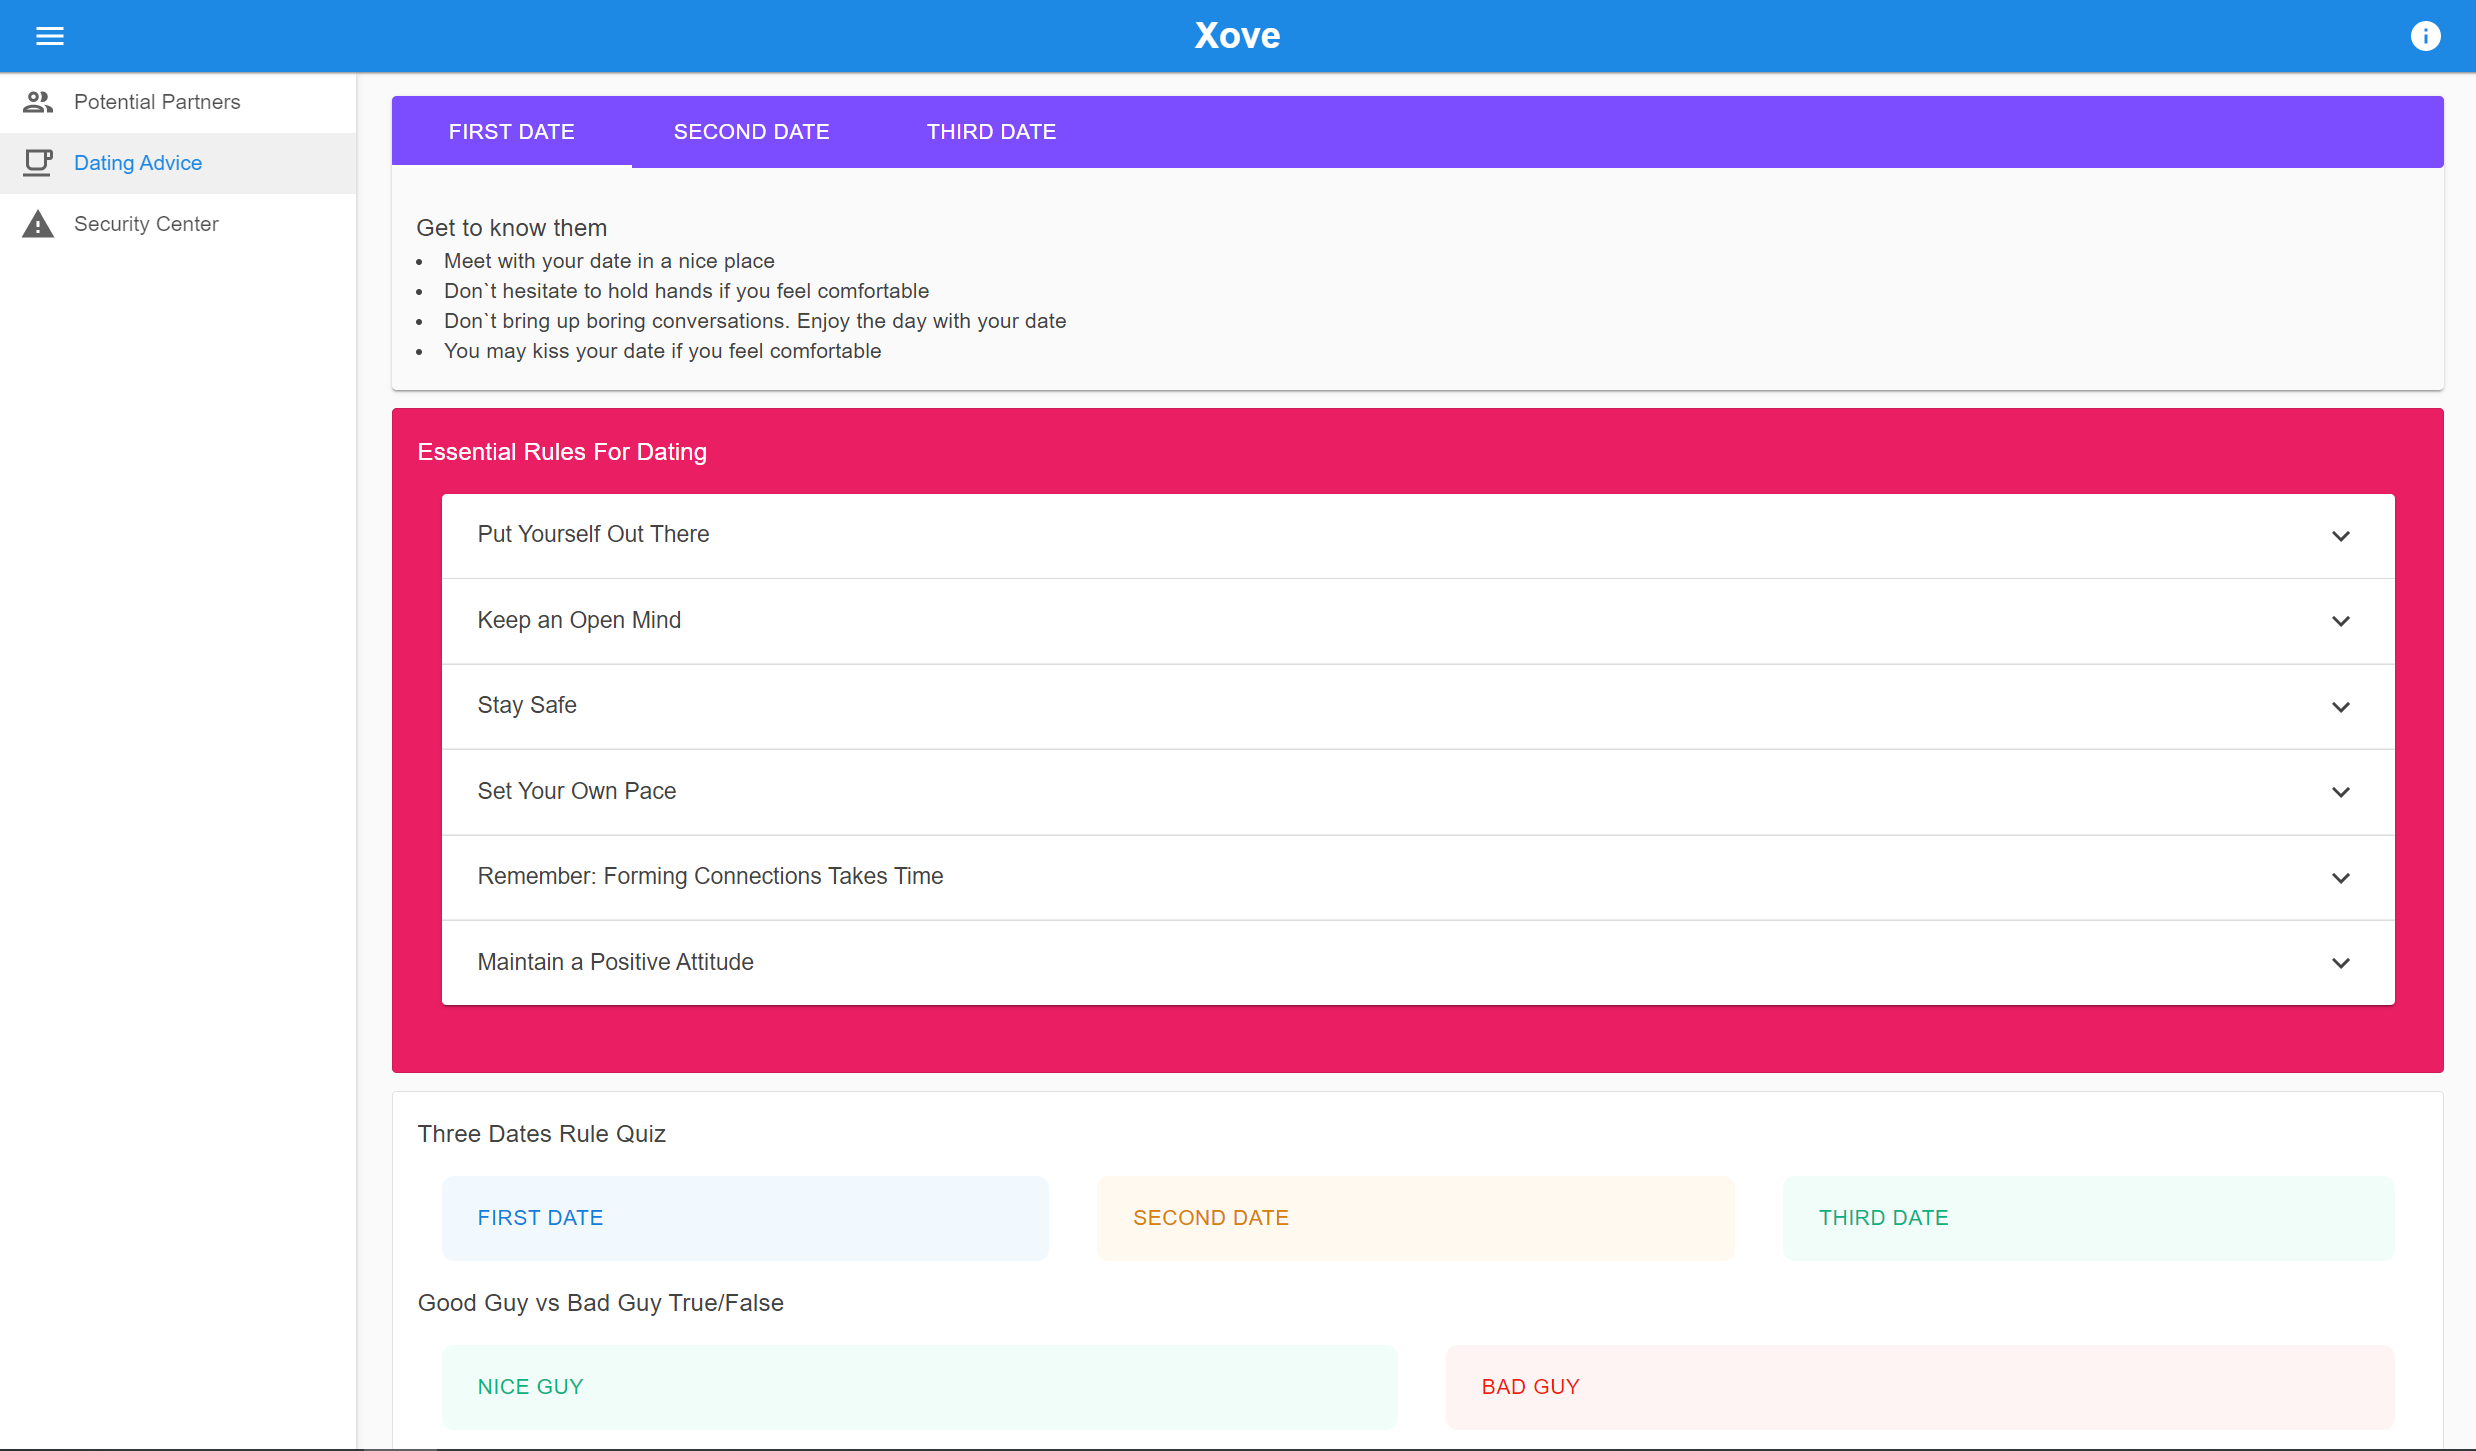 Xove
Potential Partners
Dating Advice
Security Center
FIRST DATE
SECOND DATE
THIRD DATE
Get to know them
• Meet with your date in a nice place
• Don`t hesitate to hold hands if you feel comfortable
• Don`t bring up boring conversations. Enjoy the day with your date
• You may kiss your date if you feel comfortable
Essential Rules For Dating
Put Yourself Out There
Keep an Open Mind
Stay Safe
Set Your Own Pace
Remember: Forming Connections Takes Time
Maintain a Positive Attitude
Three Dates Rule Quiz
FIRST DATE
SECOND DATE
THIRD DATE
Good Guy vs Bad Guy True/False
NICE GUY
BAD GUY